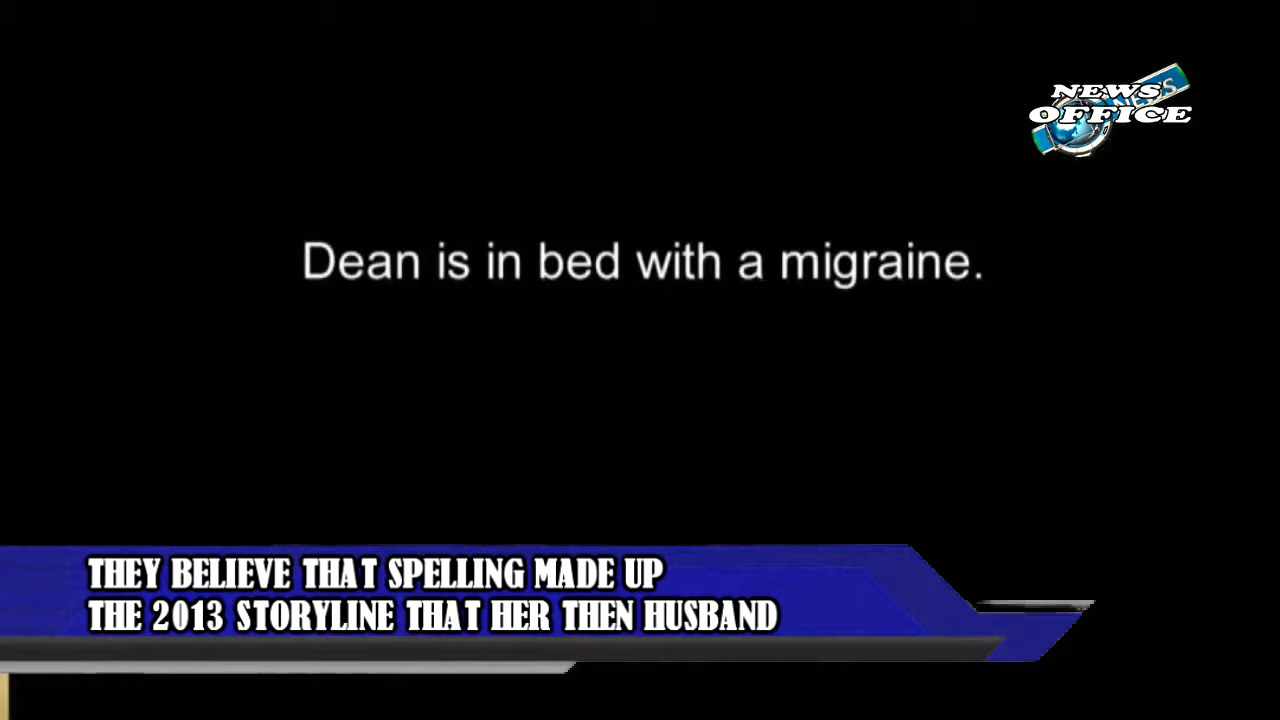 NEWS
NEWS
OFFICE
Dean is in bed with a migraine.
THEY BELIEVE THAT SPELLING MADE UP
THE 2013 STORYLINE THAT HER THEN HUSBAND